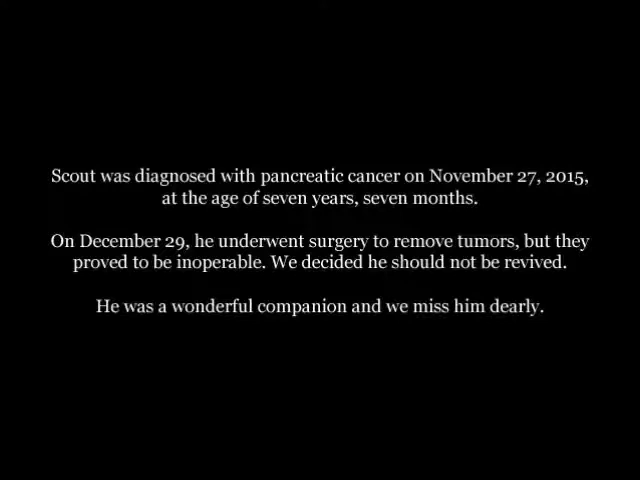 Scout was diagnosed with pancreatic cancer on November 27, 2015,
at the age of seven years, seven months.
On December 29, he underwent surgery to remove tumors, but they
proved to be inoperable. We decided he should not be revived.
He was a wonderful companion and we miss him dearly.